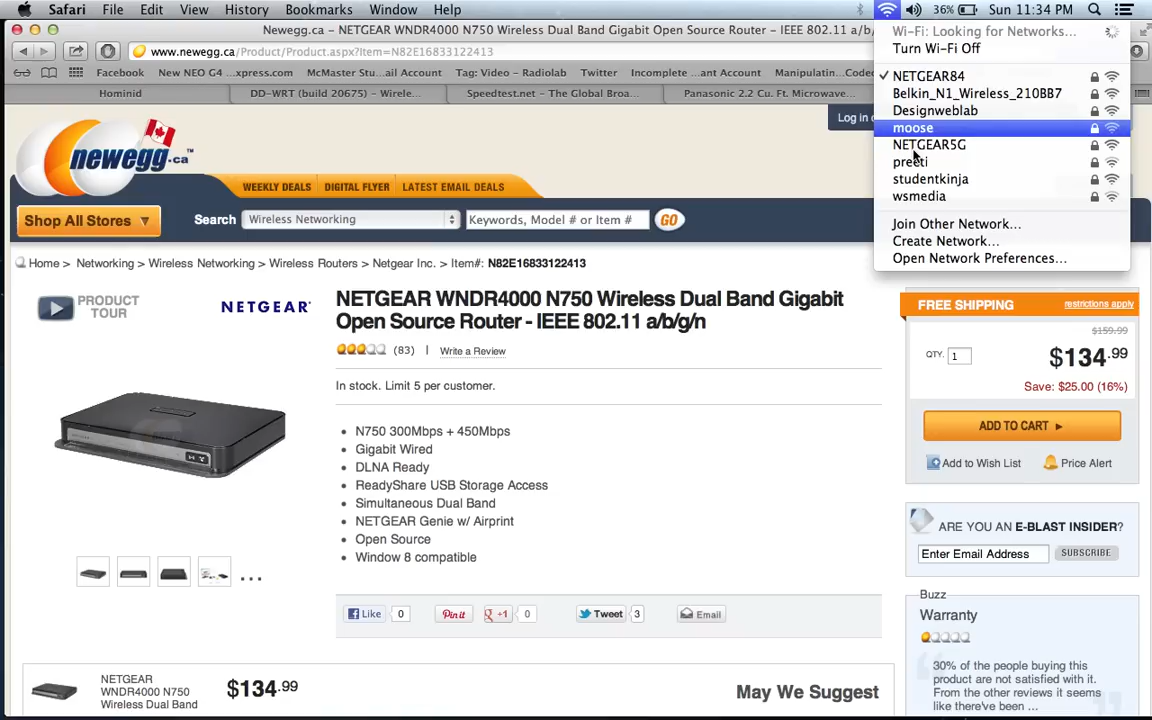 Safari File Edit View History Bookmarks Window Help 36% Sun 11:34 PM
Newegg.ca - NETGEAR WNDR4000 N750 Wireless Dual Band Gigabit Open Source Router - IEEE 802.11 a/b/g/n
www.newegg.ca/Product/Product.aspx?Item=N82E16833122413
Facebook New NEO G4 ...xpress.com McMaster Stu...ail Account Tag: Video - Radiolab Twitter Incomplete ...ant Account Manipulatin...Codec
Hominid DD-WRT (build 20675) - Wirele... Speedtest.net - The Global Broa... Panasonic 2.2 Cu. Ft. Microwave...
Wi-Fi: Looking for Networks...
Turn Wi-Fi Off
NETGEAR84
Belkin_N1_Wireless_210BB7
Designweblab
moose
NETGEAR5G
preeti
studentkinja
wsmedia
Join Other Network...
Create Network...
Open Network Preferences...
newegg.ca
Log in
WEEKLY DEALS DIGITAL FLYER LATEST EMAIL DEALS
Shop All Stores Search Wireless Networking Keywords, Model # or Item # GO
Home > Networking > Wireless Networking > Wireless Routers > Netgear Inc. > Item#: N82E16833122413
PRODUCT
TOUR
NETGEAR
NETGEAR WNDR4000 N750 Wireless Dual Band Gigabit
Open Source Router - IEEE 802.11 a/b/g/n
(83) | Write a Review
In stock. Limit 5 per customer.
N750 300Mbps + 450Mbps
Gigabit Wired
DLNA Ready
ReadyShare USB Storage Access
Simultaneous Dual Band
NETGEAR Genie w/ Airprint
Open Source
Window 8 compatible
...
Like 0 Pin it +1 0 Tweet 3 Email
FREE SHIPPING restrictions apply
$159.99
QTY. 1 $134.99
Save: $25.00 (16%)
ADD TO CART
Add to Wish List Price Alert
ARE YOU AN E-BLAST INSIDER?
Enter Email Address SUBSCRIBE
Buzz
Warranty
30% of the people buying this
product are not satisfied with it.
From the other reviews it seems
like there've been ...
NETGEAR
WNDR4000 N750
Wireless Dual Band
$134.99
May We Suggest